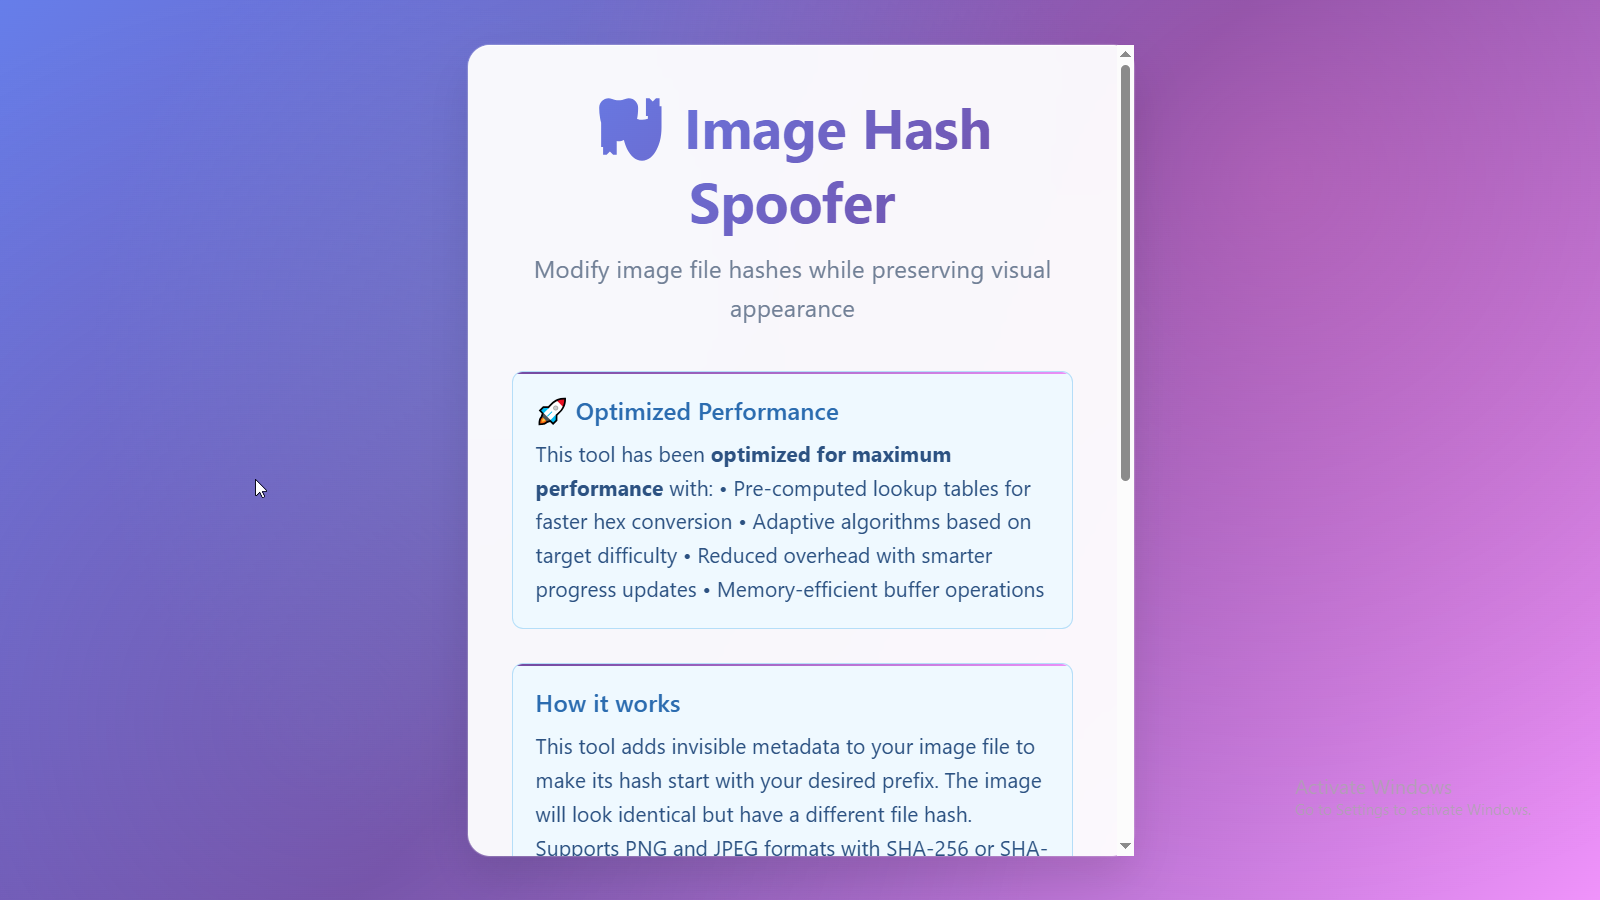 Image Hash
Spoofer
Modify image file hashes while preserving visual
appearance
🚀 Optimized Performance
This tool has been optimized for maximum
performance with: • Pre-computed lookup tables for
faster hex conversion • Adaptive algorithms based on
target difficulty • Reduced overhead with smarter
progress updates • Memory-efficient buffer operations
How it works
This tool adds invisible metadata to your image file to
make its hash start with your desired prefix. The image
will look identical but have a different file hash.
Supports PNG and JPEG formats with SHA-256 or SHA-
Activate Windows
Go to Settings to activate Windows.